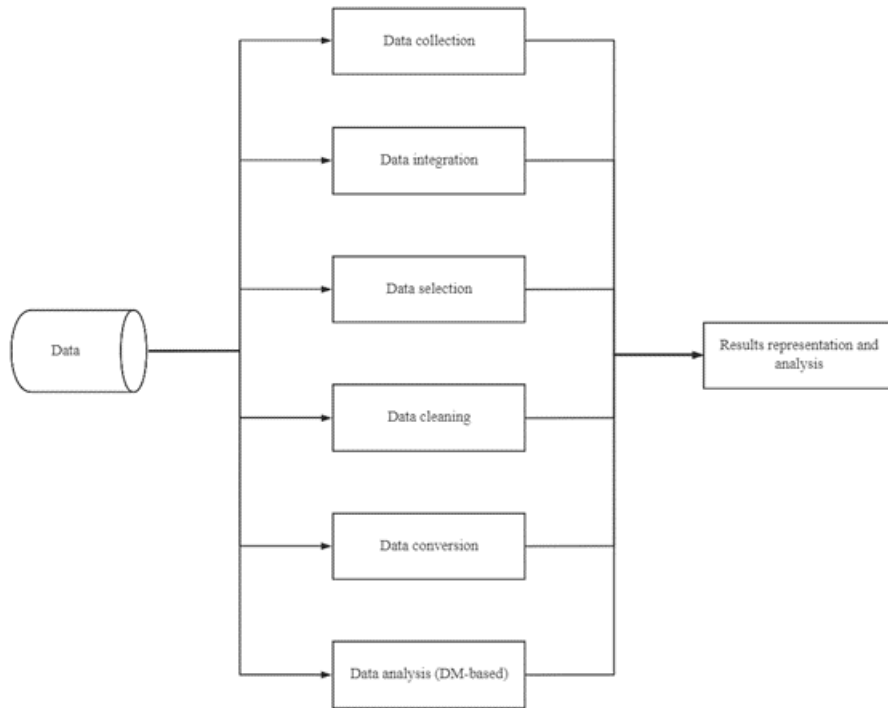 Data collection
Data integration
Data selection
Data
Results representation and
analysis
Data cleaning
Data conversion
Data analysis (DM-based)